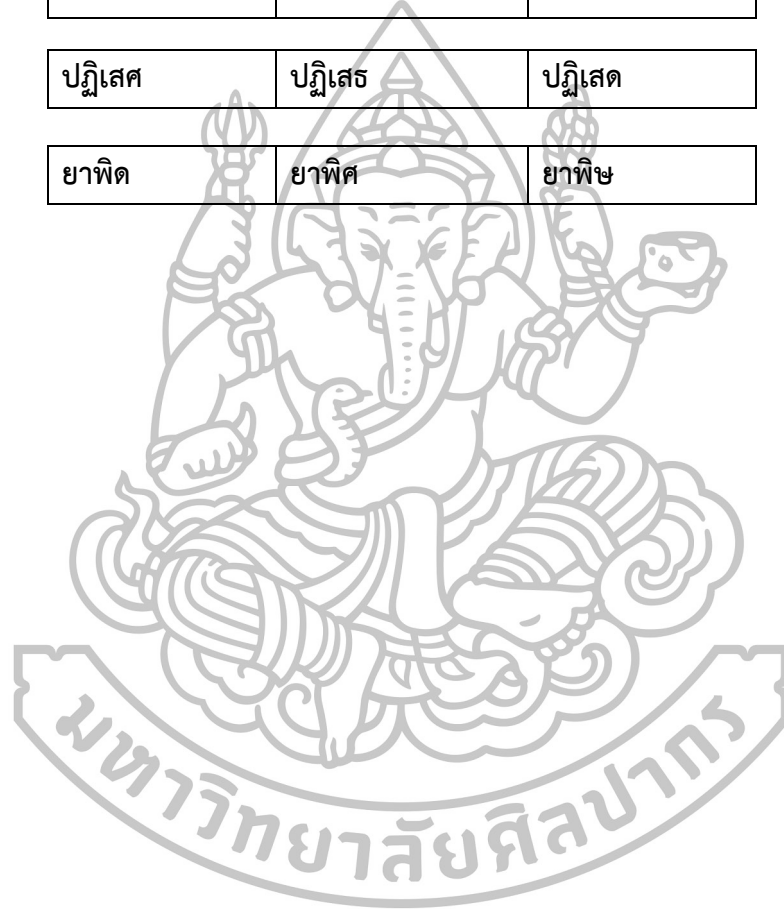 ปฏิเสศ ปฏิเสธ ปฏิเสด
ยาพิด ยาพิศ ยาพิษ
มหาวิทยาลัยศิลปากร